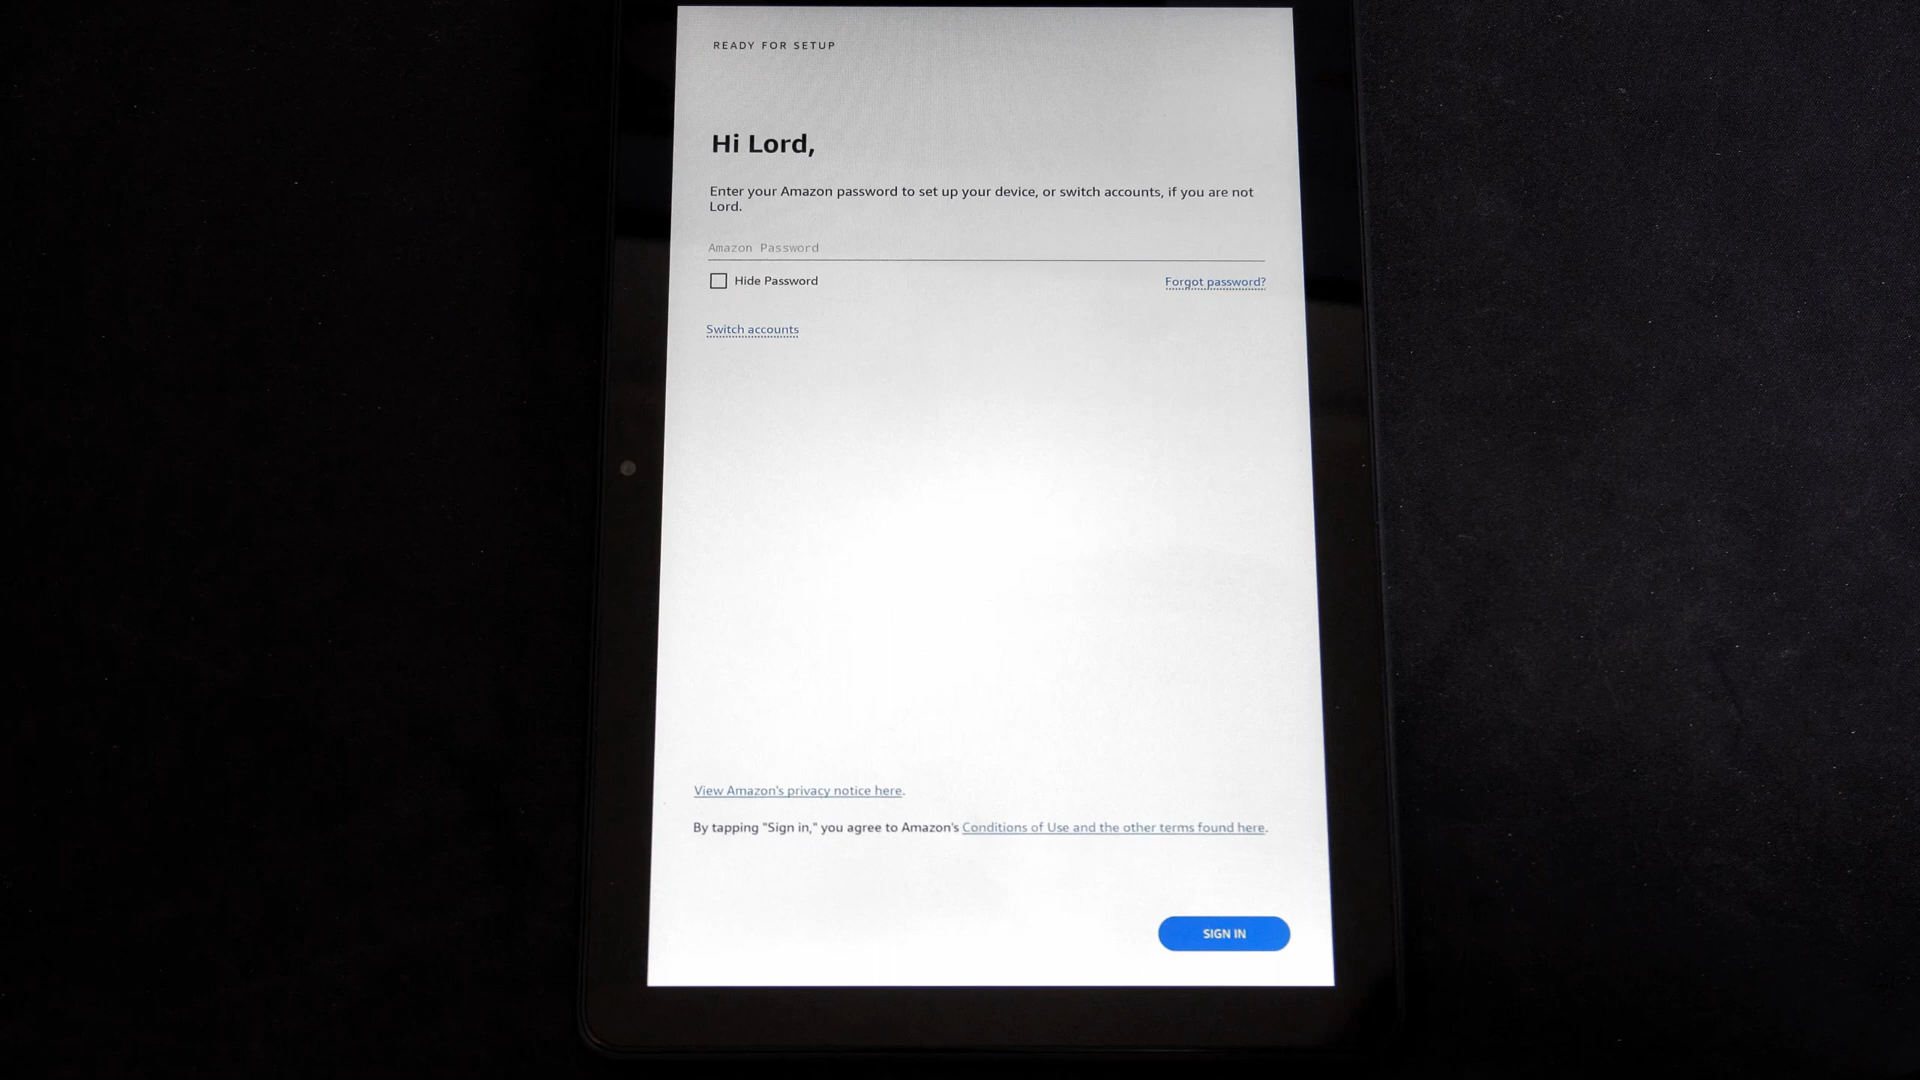 READY FOR SETUP
Hi Lord,
Enter your Amazon password to set up your device, or switch accounts, if you are not
Lord.
Amazon Password
Hide Password
Forgot password?
Switch accounts
View Amazon's privacy notice here.
By tapping "Sign in," you agree to Amazon's Conditions of Use and the other terms found here.
SIGN IN